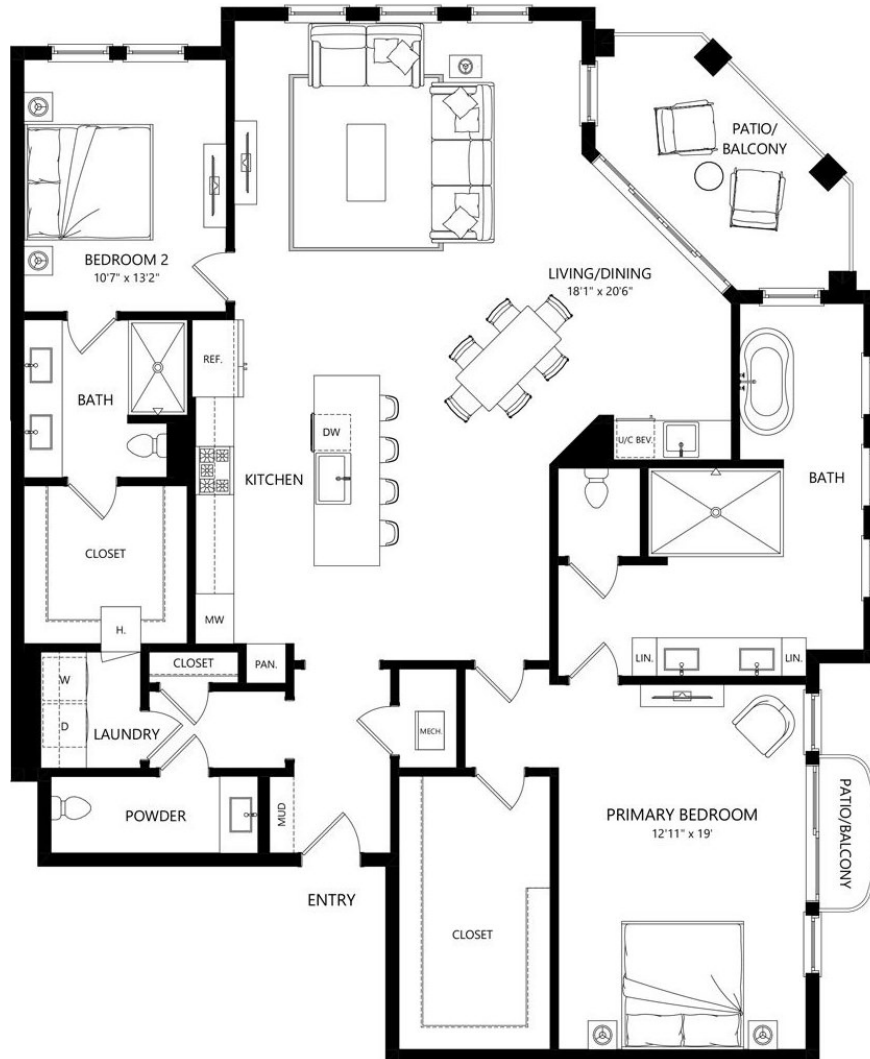 PATIO/
BALCONY
BEDROOM 2
10'7" x 13'2"
LIVING/DINING
18'1" x 20'6"
REF.
BATH
DW
U/C BEV.
KITCHEN
BATH
CLOSET
MW
H.
LIN.
LIN.
CLOSET
PAN.
W
D
LAUNDRY
MECH.
POWDER
MUD
PRIMARY BEDROOM
12'11" x 19'
PATIO/BALCONY
ENTRY
CLOSET